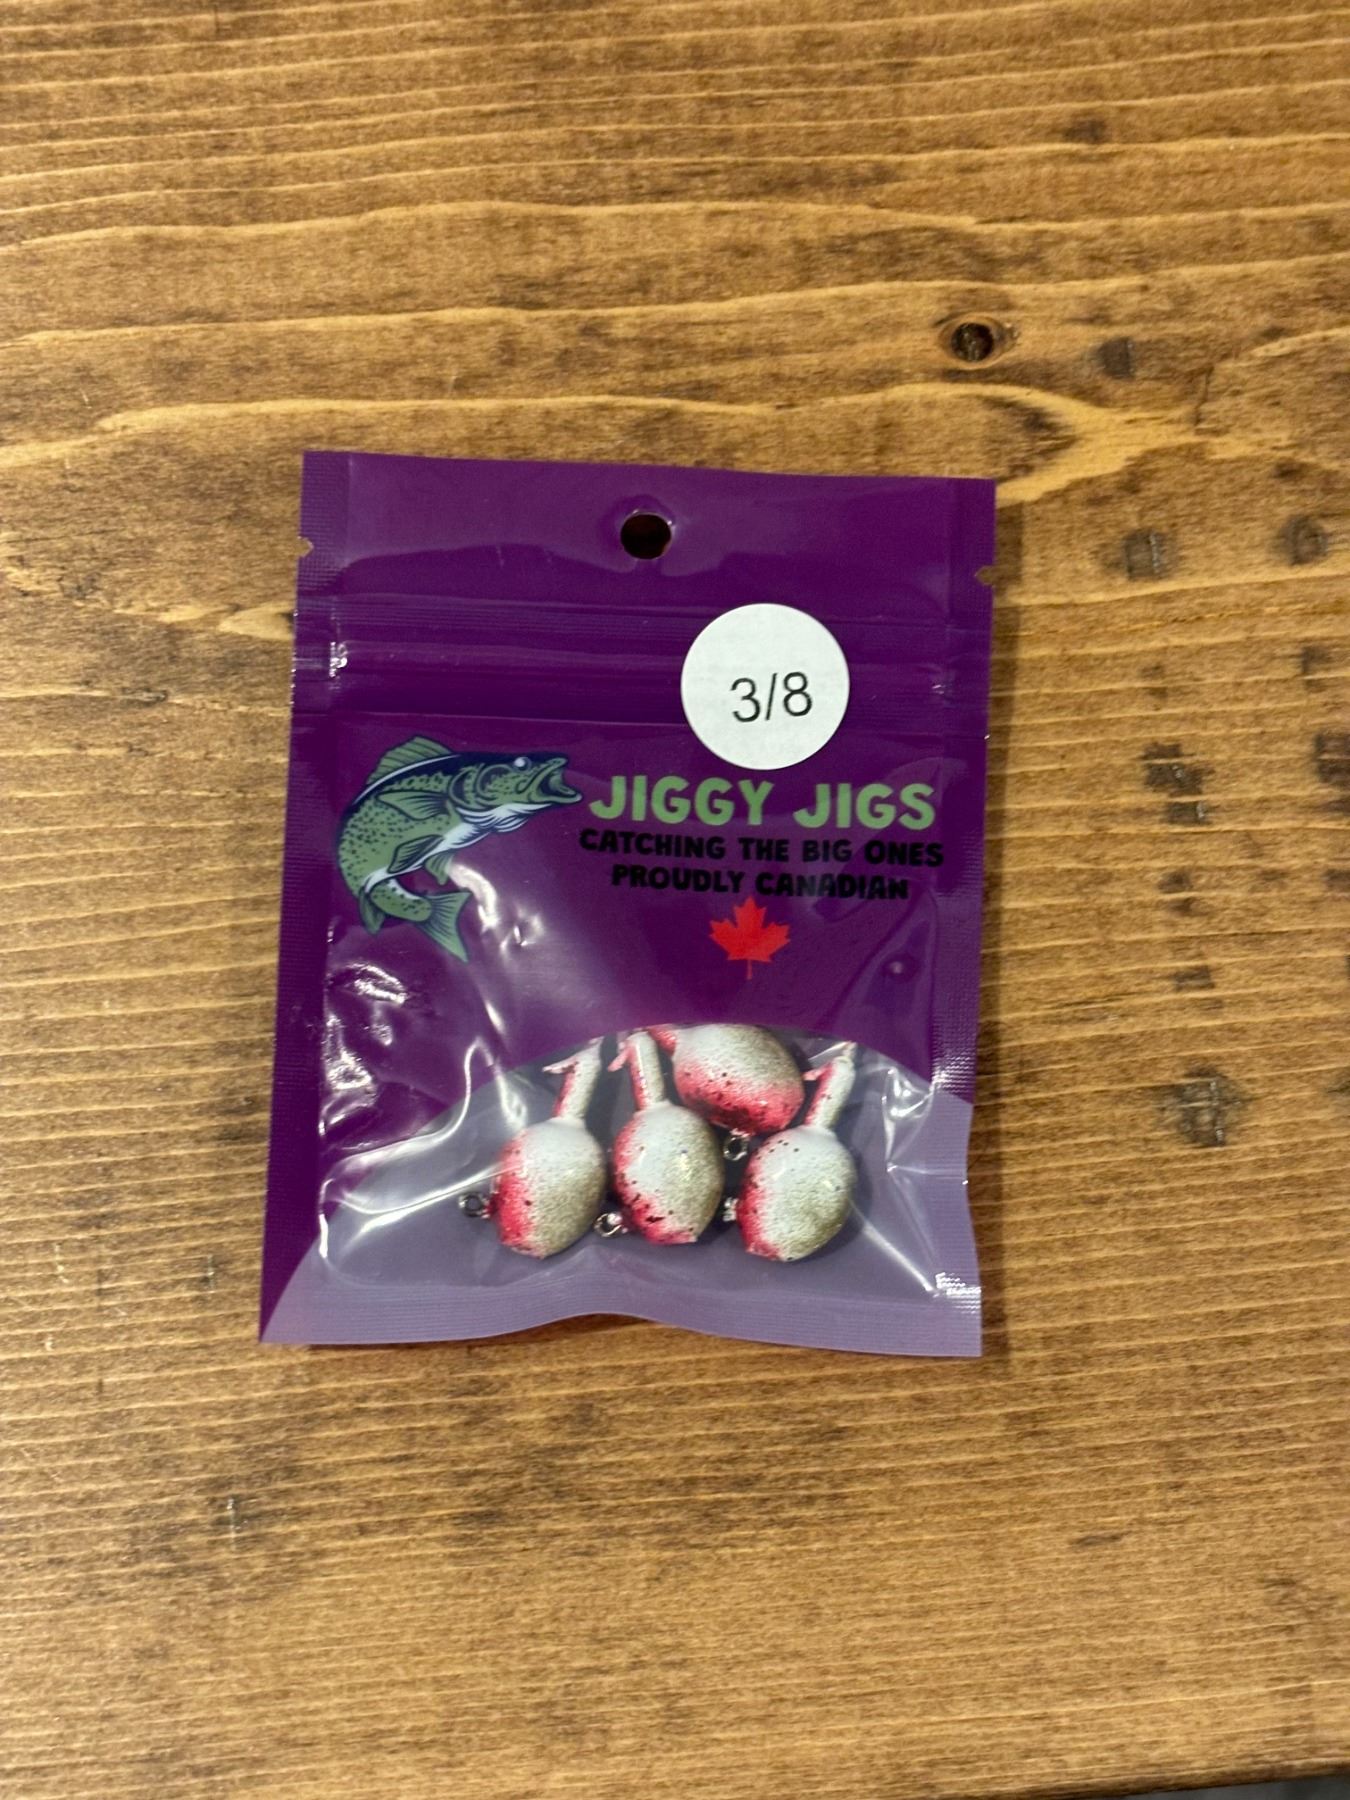 3/8
JIGGY JIGS
CATCHING THE BIG ONES
PROUDLY CANADIAN